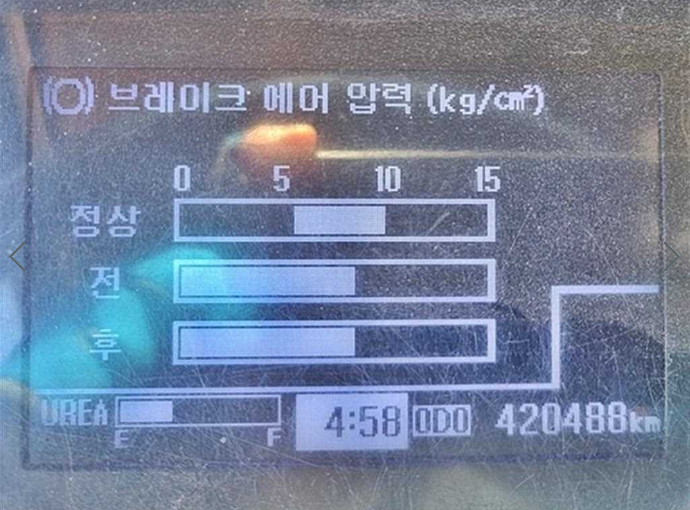 브레이크 에어 압력 (kg/cm²)
0 5 10 15
정상
전
후
UREA E F 4:58 ODO 420488km